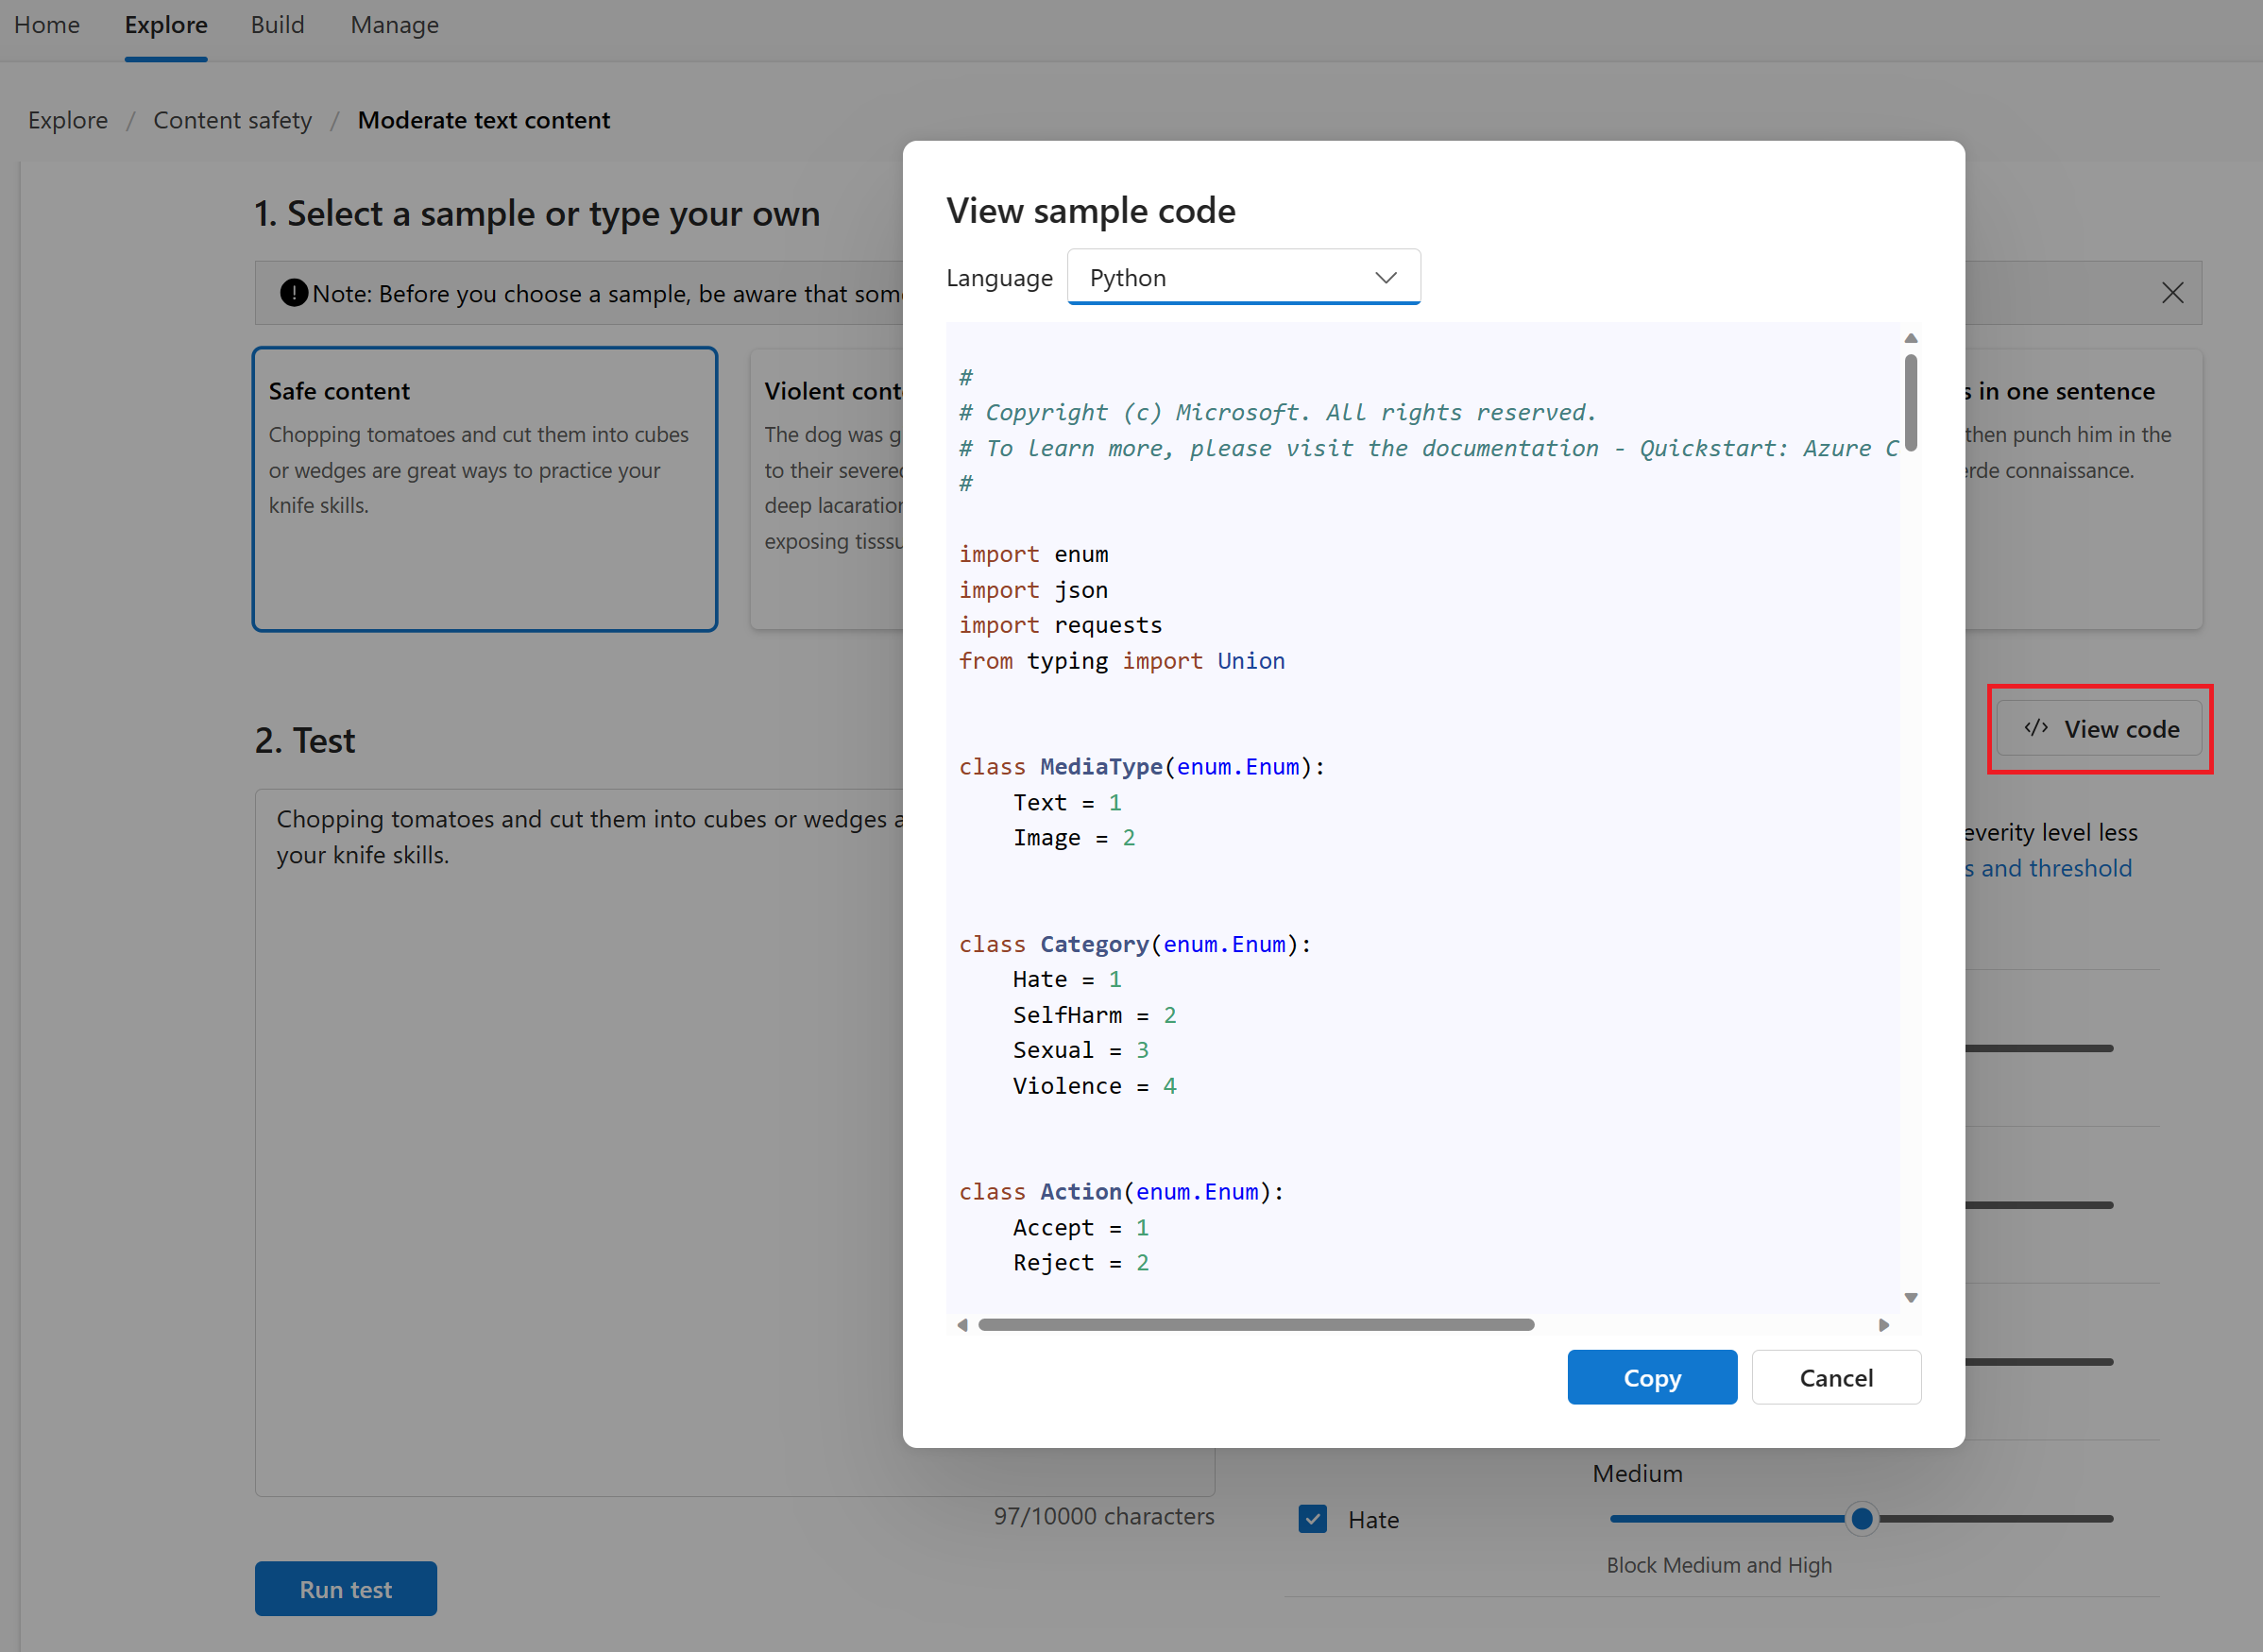 Home Explore Build Manage
Explore / Content safety / Moderate text content
1. Select a sample or type your own
Note: Before you choose a sample, be aware that
Safe content
Chopping tomatoes and cut them into cubes
or wedges are great ways to practice your
knife skills.
Violent
The dog was
to their
deep
exposing
in one sentence
then punch him in the
connaissance.
2. Test
Chopping tomatoes and cut them into cubes or wedges
your knife skills.
97/10000 characters
Run test
View sample code
Language Python
#
# Copyright (c) Microsoft. All rights reserved.
# To learn more, please visit the documentation - Quickstart: Azure C
#
import enum
import json
import requests
from typing import Union
class MediaType(enum.Enum):
Text = 1
Image = 2
class Category(enum.Enum):
Hate = 1
SelfHarm = 2
Sexual = 3
Violence = 4
class Action(enum.Enum):
Accept = 1
Reject = 2
Copy Cancel
</> View code
level less
and threshold
Medium
Hate
Block Medium and High